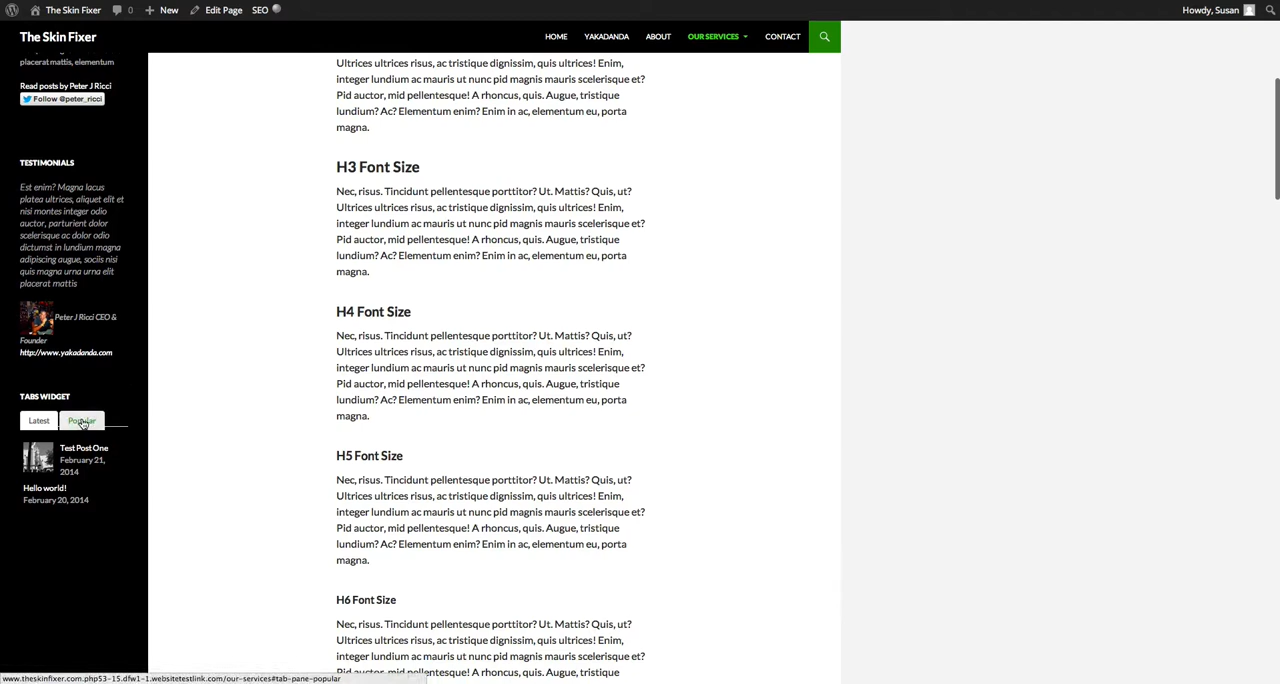 0 New Edit Page SEO Howdy, Susan
The Skin Fixer HOME YAKADANDA ABOUT OUR SERVICES CONTACT
placerat mattis, elementum
Read posts by Peter J Ricci
Follow @peter_ricci
TESTIMONIALS
Est enim? Magna lacus
platea ultrices, aliquet elit et
nisi montes integer odio
auctor, parturient dolor
scelerisque ac dolor odio
dictumst in lundium magna
adipiscing augue, sociis nisi
quis magna urna urna elit
placerat mattis
Peter J Ricci CEO &
Founder
http://www.yakadanda.com
TABS WIDGET
Latest Popular
Test Post One
February 21,
2014
Hello world!
February 20, 2014
Ultrices ultrices risus, ac tristique dignissim, quis ultrices! Enim,
integer lundium ac mauris ut nunc pid magnis mauris scelerisque et?
Pid auctor, mid pellentesque! A rhoncus, quis. Augue, tristique
lundium? Ac? Elementum enim? Enim in ac, elementum eu, porta
magna.
H3 Font Size
Nec, risus. Tincidunt pellentesque porttitor? Ut. Mattis? Quis, ut?
Ultrices ultrices risus, ac tristique dignissim, quis ultrices! Enim,
integer lundium ac mauris ut nunc pid magnis mauris scelerisque et?
Pid auctor, mid pellentesque! A rhoncus, quis. Augue, tristique
lundium? Ac? Elementum enim? Enim in ac, elementum eu, porta
magna.
H4 Font Size
Nec, risus. Tincidunt pellentesque porttitor? Ut. Mattis? Quis, ut?
Ultrices ultrices risus, ac tristique dignissim, quis ultrices! Enim,
integer lundium ac mauris ut nunc pid magnis mauris scelerisque et?
Pid auctor, mid pellentesque! A rhoncus, quis. Augue, tristique
lundium? Ac? Elementum enim? Enim in ac, elementum eu, porta
magna.
H5 Font Size
Nec, risus. Tincidunt pellentesque porttitor? Ut. Mattis? Quis, ut?
Ultrices ultrices risus, ac tristique dignissim, quis ultrices! Enim,
integer lundium ac mauris ut nunc pid magnis mauris scelerisque et?
Pid auctor, mid pellentesque! A rhoncus, quis. Augue, tristique
lundium? Ac? Elementum enim? Enim in ac, elementum eu, porta
magna.
H6 Font Size
Nec, risus. Tincidunt pellentesque porttitor? Ut. Mattis? Quis, ut?
Ultrices ultrices risus, ac tristique dignissim, quis ultrices! Enim,
integer lundium ac mauris ut nunc pid magnis mauris scelerisque et?
Pid auctor, mid pellentesque! A rhoncus, quis. Augue, tristique
www.theskinfixer.com.php53-15.dfw1-1.websitetestlink.com/our-services#tab-pane-popular